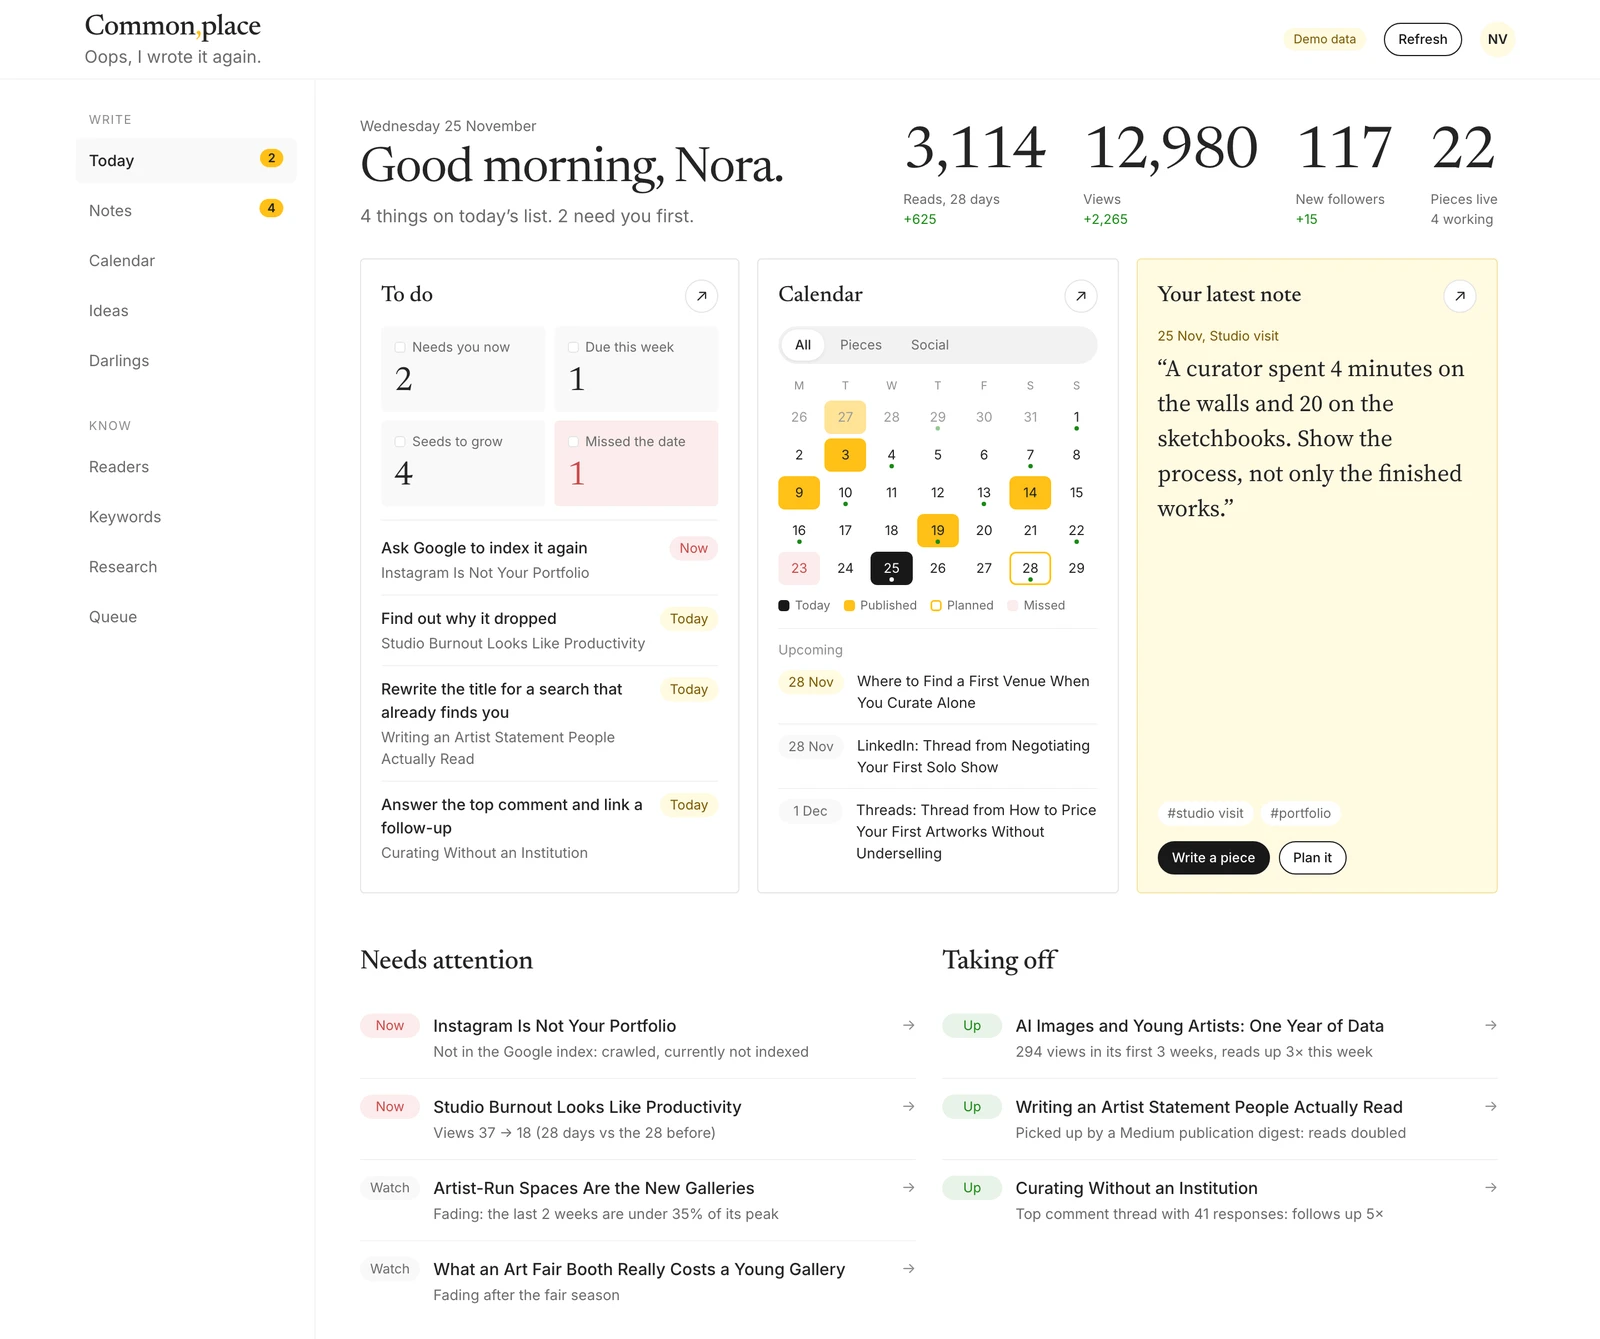 Common,place
Oops, I wrote it again.
Demo data
Refresh
NV
WRITE
Today
2
Notes
4
Calendar
Ideas
Darlings
KNOW
Readers
Keywords
Research
Queue
Wednesday 25 November
Good morning, Nora.
4 things on today’s list. 2 need you first.
3,114
Reads, 28 days
+625
12,980
Views
+2,265
117
New followers
+15
22
Pieces live
4 working
To do
Needs you now
2
Due this week
1
Seeds to grow
4
Missed the date
1
Ask Google to index it again
Now
Instagram Is Not Your Portfolio
Find out why it dropped
Today
Studio Burnout Looks Like Productivity
Rewrite the title for a search that
already finds you
Today
Writing an Artist Statement People
Actually Read
Answer the top comment and link a
follow-up
Today
Curating Without an Institution
Calendar
All Pieces Social
M T W T F S S
26 27 28 29 30 31 1
2 3 4 5 6 7 8
9 10 11 12 13 14 15
16 17 18 19 20 21 22
23 24 25 26 27 28 29
Today Published Planned Missed
Upcoming
28 Nov
Where to Find a First Venue When
You Curate Alone
28 Nov
LinkedIn: Thread from Negotiating
Your First Solo Show
1 Dec
Threads: Thread from How to Price
Your First Artworks Without
Underselling
Your latest note
25 Nov, Studio visit
“A curator spent 4 minutes on
the walls and 20 on the
sketchbooks. Show the
process, not only the finished
works.”
#studio visit
#portfolio
Write a piece
Plan it
Needs attention
Now
Instagram Is Not Your Portfolio
Not in the Google index: crawled, currently not indexed
Now
Studio Burnout Looks Like Productivity
Views 37 → 18 (28 days vs the 28 before)
Watch
Artist-Run Spaces Are the New Galleries
Fading: the last 2 weeks are under 35% of its peak
Watch
What an Art Fair Booth Really Costs a Young Gallery
Fading after the fair season
Taking off
Up
AI Images and Young Artists: One Year of Data
294 views in its first 3 weeks, reads up 3× this week
Up
Writing an Artist Statement People Actually Read
Picked up by a Medium publication digest: reads doubled
Up
Curating Without an Institution
Top comment thread with 41 responses: follows up 5×